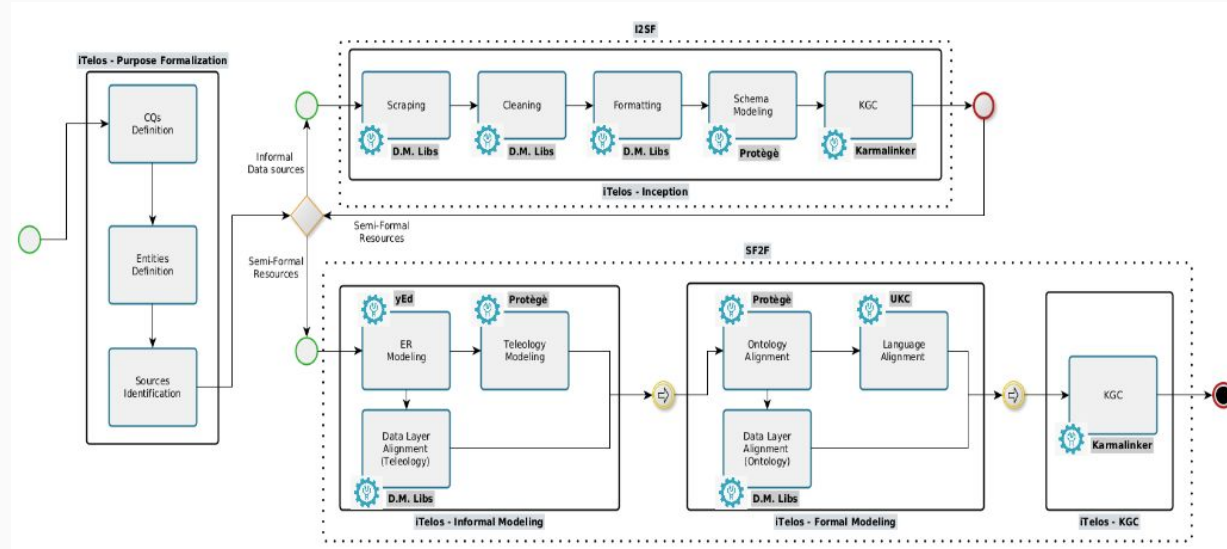 iTelos - Purpose Formalization
CQs
Definition
Entities
Definition
Sources
Identification
Informal
Data sources
Semi-Formal
Resources
Semi-Formal
Resources
I2SF
Scraping
D.M. Libs
Cleaning
D.M. Libs
Formatting
D.M. Libs
Schema
Modeling
Protègè
KGC
Karmalinker
iTelos - Inception
SF2F
yEd
ER
Modeling
Protègè
Teleology
Modeling
Data Layer
Alignment
(Teleology)
D.M. Libs
iTelos - Informal Modeling
Protègè
Ontology
Alignment
UKC
Language
Alignment
Data Layer
Alignment
(Ontology)
D.M. Libs
iTelos - Formal Modeling
KGC
Karmalinker
iTelos - KGC